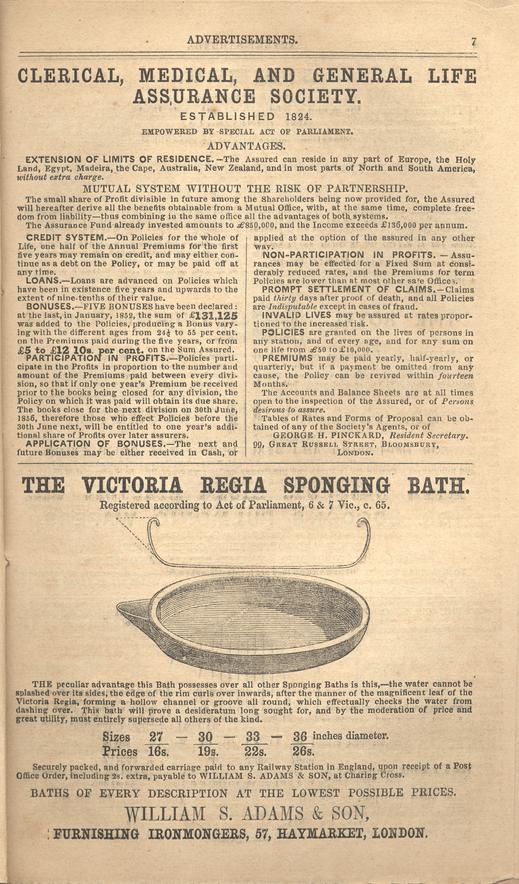 ADVERTISEMENTS.
7
CLERICAL, MEDICAL, AND GENERAL LIFE
ASSURANCE SOCIETY.
ESTABLISHED 1824.
EMPOWERED BY SPECIAL ACT OF PARLIAMENT.
ADVANTAGES.
EXTENSION OF LIMITS OF RESIDENCE.—The Assured can reside in any part of Europe, the Holy
Land, Egypt, Madeira, the Cape, Australia, New Zealand, and in most parts of North and South America,
without extra charge.
MUTUAL SYSTEM WITHOUT THE RISK OF PARTNERSHIP.
The small share of Profit divisible in future among the Shareholders being now provided for, the Assured
will hereafter derive all the benefits obtainable from a Mutual Office, with, at the same time, complete free-
dom from liability—thus combining in the same office all the advantages of both systems.
The Assurance Fund already invested amounts to £850,000, and the Income exceeds £136,000 per annum.
CREDIT SYSTEM.—On Policies for the whole of
Life, one half of the Annual Premiums for the first
five years may remain on credit, and may either con-
tinue as a debt on the Policy, or may be paid off at
any time.
LOANS.—Loans are advanced on Policies which
have been in existence five years and upwards to the
extent of nine-tenths of their value.
BONUSES.—FIVE BONUSES have been declared:
at the last, in January, 1852, the sum of £131,125
was added to the Policies, producing a Bonus vary-
ing with the different ages from 24½ to 55 per cent.
on the Premiums paid during the five years, or from
£5 to £12 10s. per cent. on the Sum Assured.
PARTICIPATION IN PROFITS.—Policies parti-
cipate in the Profits in proportion to the number and
amount of the Premiums paid between every divi-
sion, so that if only one year's Premium be received
prior to the books being closed for any division, the
Policy on which it was paid will obtain its due share.
The books close for the next division on 30th June,
1856, therefore those who effect Policies before the
30th June next, will be entitled to one year's addi-
tional share of Profits over later assurers.
APPLICATION OF BONUSES.—The next and
future Bonuses may be either received in Cash, or
applied at the option of the assured in any other
way.
NON-PARTICIPATION IN PROFITS.—Assu-
rances may be effected for a Fixed Sum at consi-
derably reduced rates, and the Premiums for term
Policies are lower than at most other safe Offices.
PROMPT SETTLEMENT OF CLAIMS.—Claims
paid thirty days after proof of death, and all Policies
are Indisputable except in cases of fraud.
INVALID LIVES may be assured at rates propor-
tioned to the increased risk.
POLICIES are granted on the lives of persons in
any station, and of every age, and for any sum on
one life from £50 to £10,000.
PREMIUMS may be paid yearly, half-yearly, or
quarterly, but if a payment be omitted from any
cause, the Policy can be revived within fourteen
Months.
The Accounts and Balance Sheets are at all times
open to the inspection of the Assured, or of Persons
desirous to assure.
Tables of Rates and Forms of Proposal can be ob-
tained of any of the Society's Agents, or of
GEORGE H. PINCKARD, Resident Secretary.
99, GREAT RUSSELL STREET, BLOOMSBURY,
LONDON.
THE VICTORIA REGIA SPONGING BATH.
Registered according to Act of Parliament, 6 & 7 Vic., c. 65.
THE peculiar advantage this Bath possesses over all other Sponging Baths is this,—the water cannot be
splashed over its sides, the edge of the rim curls over inwards, after the manner of the magnificent leaf of the
Victoria Regia, forming a hollow channel or groove all round, which effectually checks the water from
dashing over. This bath will prove a desideratum long sought for, and by the moderation of price and
great utility, must entirely supersede all others of the kind.
Sizes 27 — 30 — 33 — 36 inches diameter.
Prices 16s. 19s. 22s. 26s.
Securely packed, and forwarded carriage paid to any Railway Station in England, upon receipt of a Post
Office Order, including 2s. extra, payable to WILLIAM S. ADAMS & SON, at Charing Cross.
BATHS OF EVERY DESCRIPTION AT THE LOWEST POSSIBLE PRICES.
WILLIAM S. ADAMS & SON,
FURNISHING IRONMONGERS, 57, HAYMARKET, LONDON.